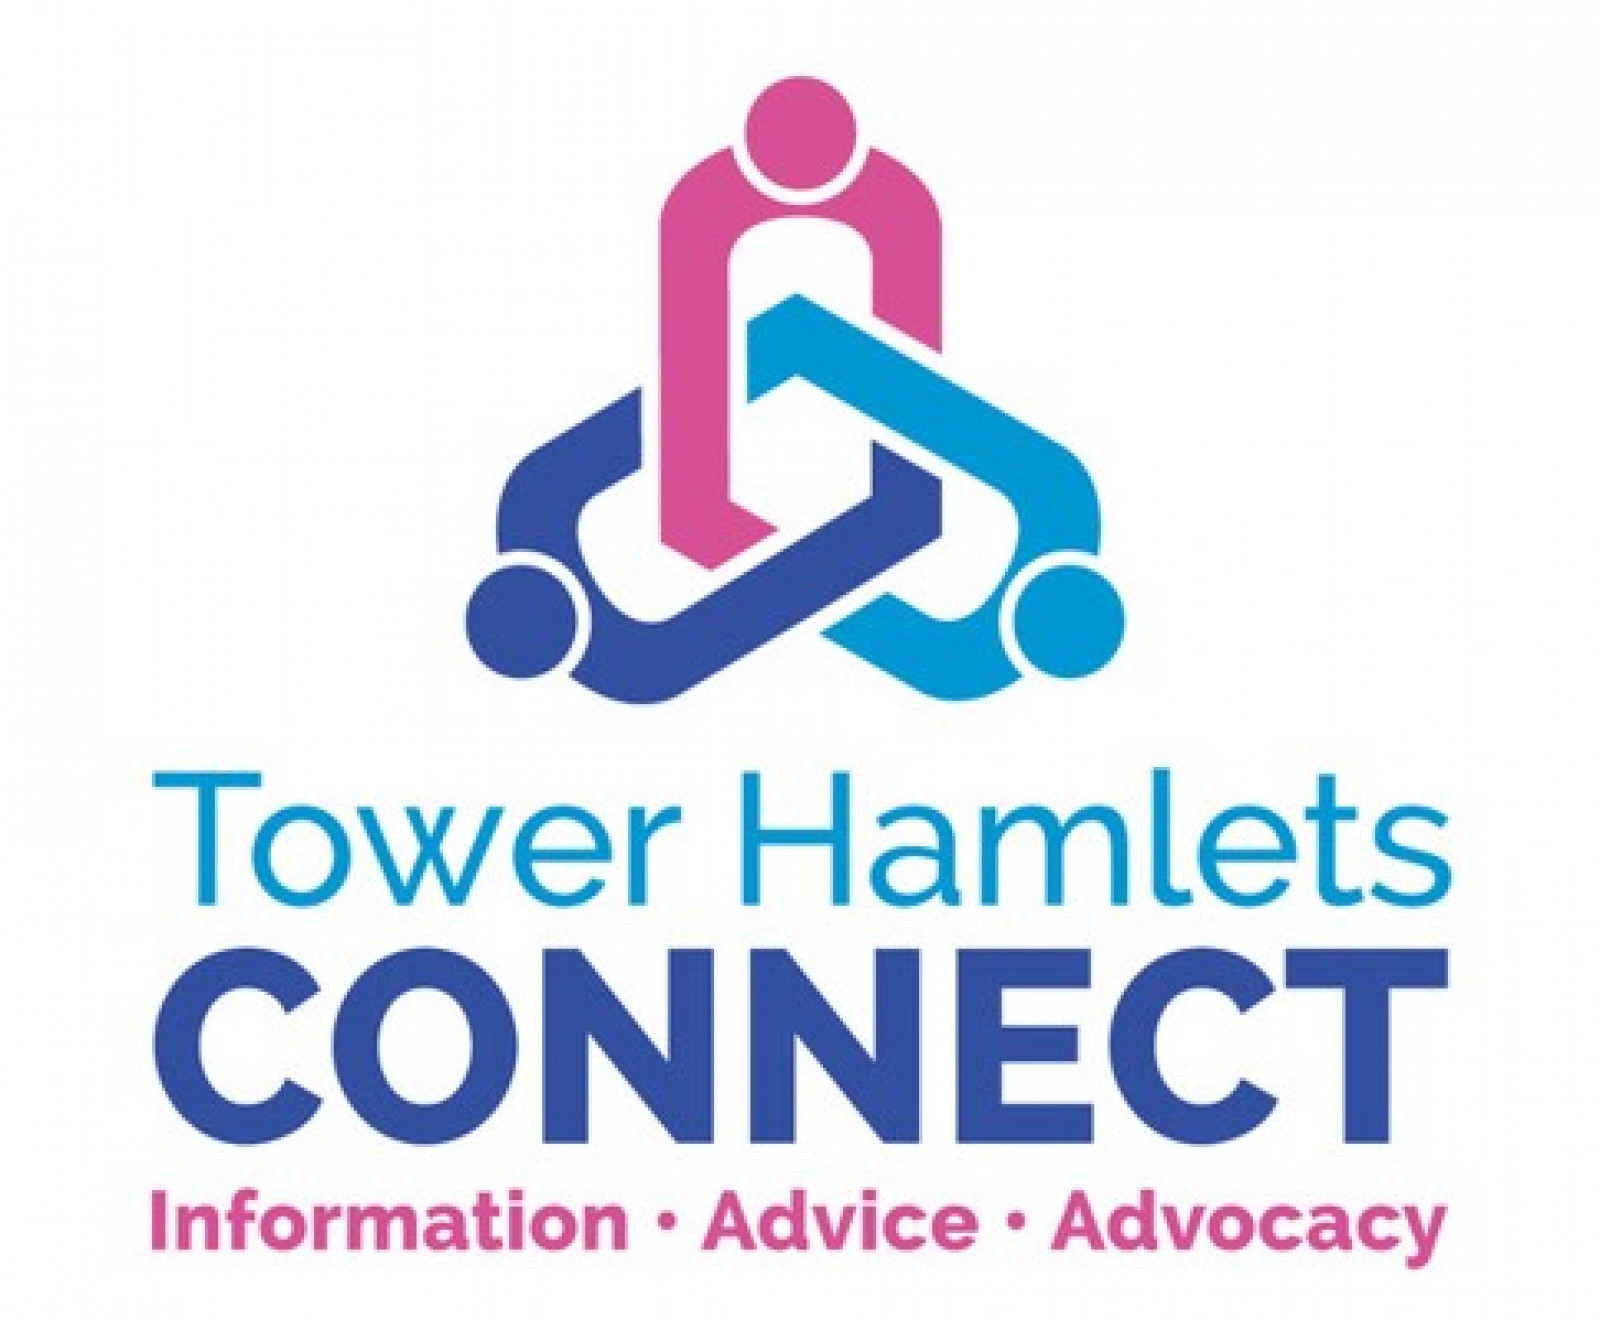 Tower Hamlets
CONNECT
Information · Advice · Advocacy